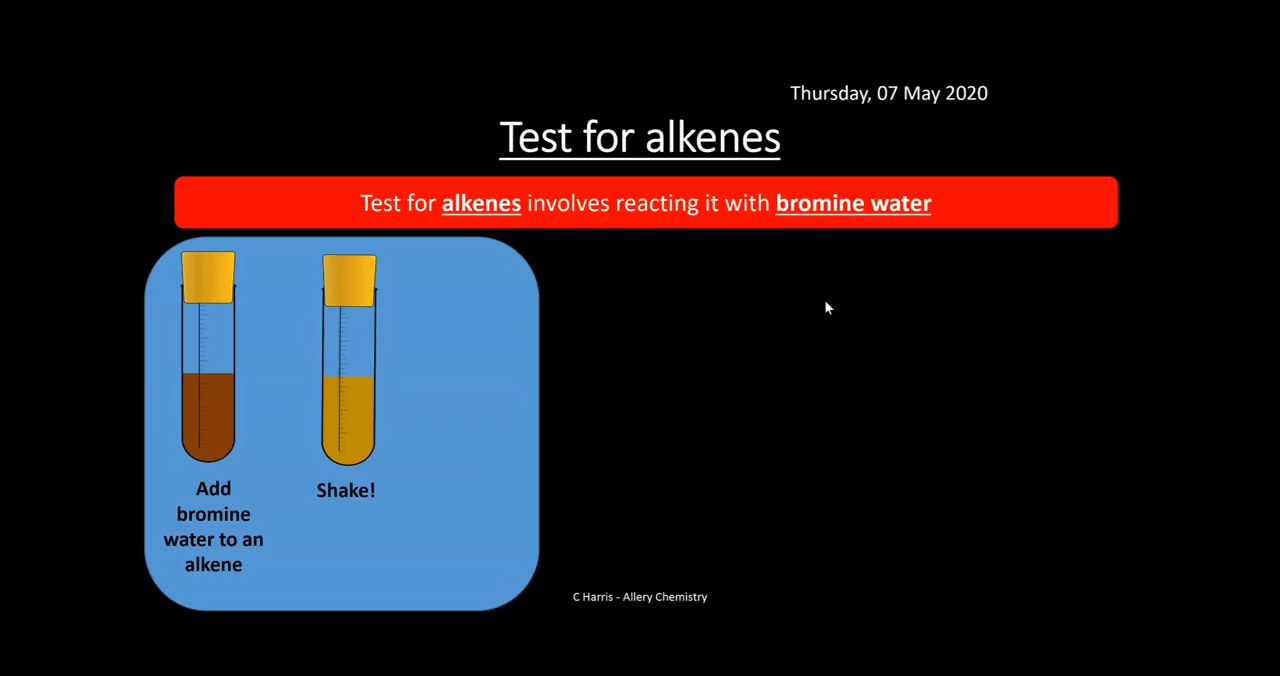 Thursday, 07 May 2020
Test for alkenes
Test for alkenes involves reacting it with bromine water
Add
bromine
water to an
alkene
Shake!
C Harris - Allery Chemistry